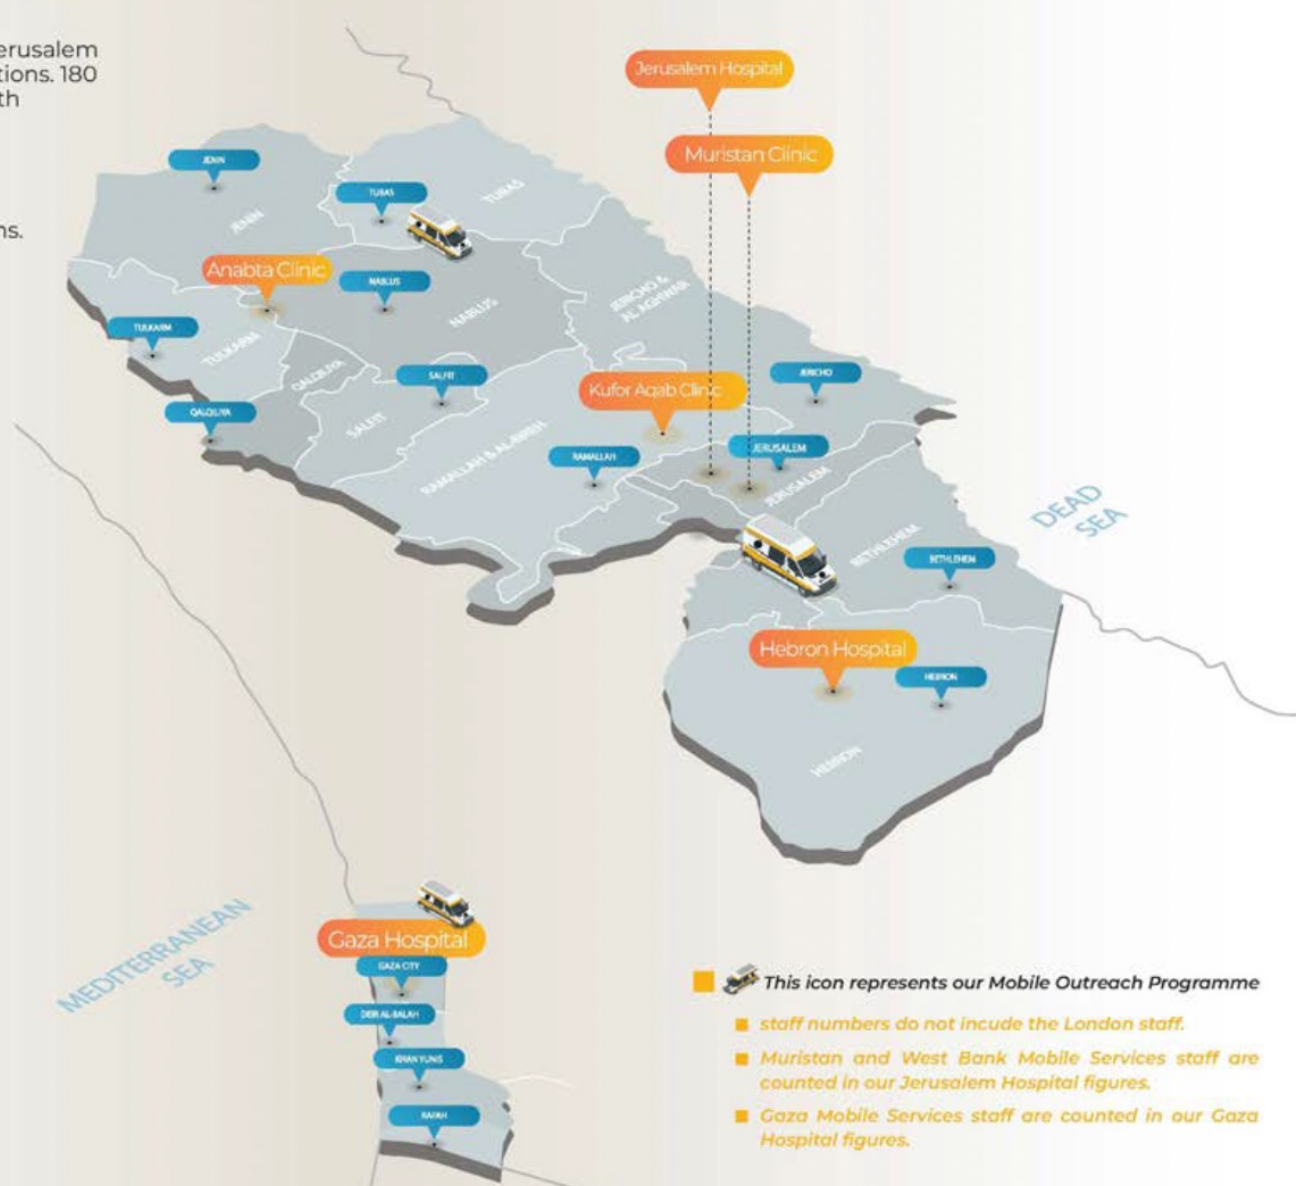 erusalem
tions. 180
th
ns.
Jerusalem Hospital
Muristan Clinic
JENIN
TUBAS
TUBAS
JENIN
Anabta Clinic
NABLUS
JERICHO &
AL AGHWAR
NABLUS
TULKARM
TULKARM
QALQILIYA
SALFIT
JERICHO
Kufor Aqab Clinic
QALQILIYA
SALFIT
RAMALLAH & AL-BIREH
RAMALLAH
JERUSALEM
JERUSALEM
DEAD
SEA
BETHLEHEM
BETHLEHEM
Hebron Hospital
HEBRON
HEBRON
MEDITERRANEAN
SEA
Gaza Hospital
GAZA CITY
DEIR AL-BALAH
KHAN YUNIS
RAFAH
This icon represents our Mobile Outreach Programme
staff numbers do not incude the London staff.
Muristan and West Bank Mobile Services staff are
counted in our Jerusalem Hospital figures.
Gaza Mobile Services staff are counted in our Gaza
Hospital figures.